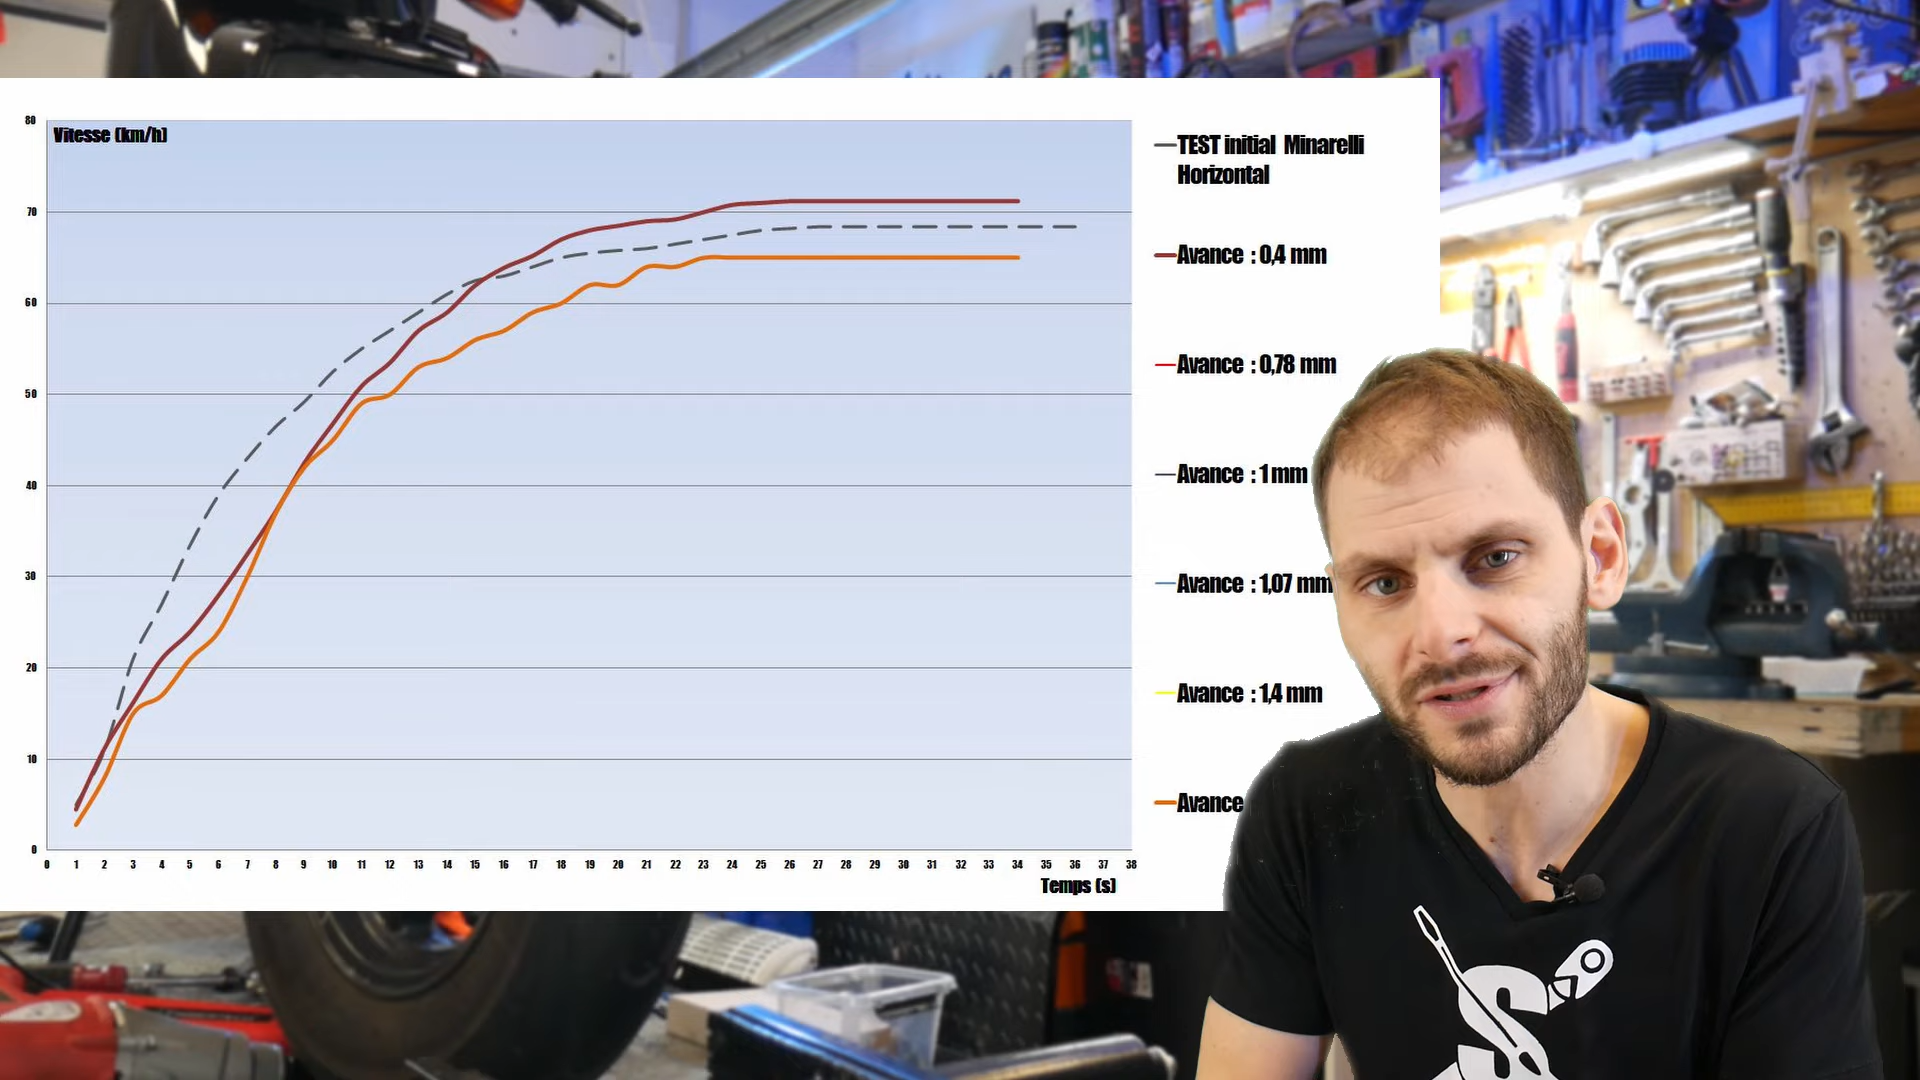 80
Vitesse (km/h)
70
60
50
40
30
20
10
0
0 1 2 3 4 5 6 7 8 9 10 11 12 13 14 15 16 17 18 19 20 21 22 23 24 25 26 27 28 29 30 31 32 33 34 35 36 37 38
Temps (s)
TEST initial Minarelli
Horizontal
Avance : 0,4 mm
Avance : 0,78 mm
Avance : 1 mm
Avance : 1,07 mm
Avance : 1,4 mm
Avance
S